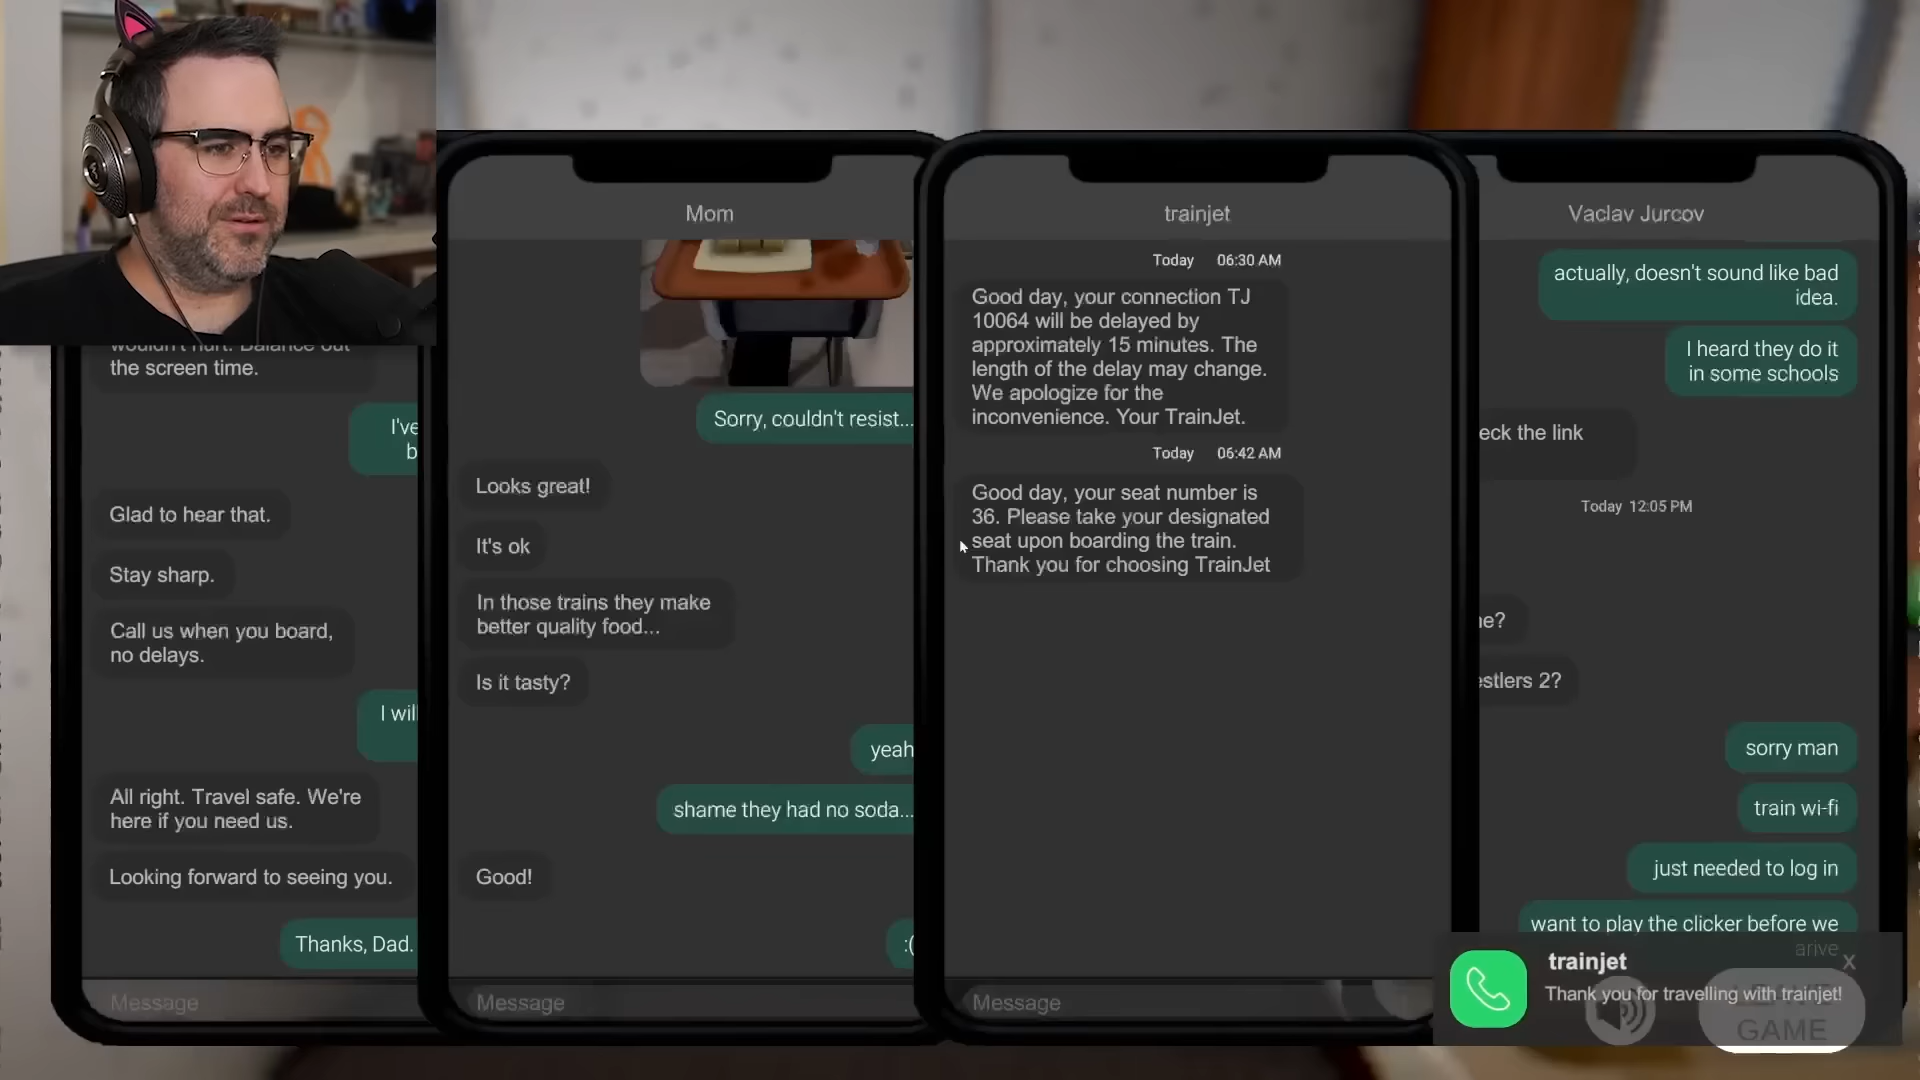 the screen time.
I've
b
Glad to hear that.
Stay sharp.
Call us when you board,
no delays.
I will
All right. Travel safe. We're
here if you need us.
Looking forward to seeing you.
Thanks, Dad.
Message
Mom
Sorry, couldn't resist...
Looks great!
It's ok
In those trains they make
better quality food...
Is it tasty?
yeah
shame they had no soda...
Good!
:(
Message
trainjet
Today 06:30 AM
Good day, your connection TJ
10064 will be delayed by
approximately 15 minutes. The
length of the delay may change.
We apologize for the
inconvenience. Your TrainJet.
Today 06:42 AM
Good day, your seat number is
36. Please take your designated
seat upon boarding the train.
Thank you for choosing TrainJet
Message
Vaclav Jurcov
actually, doesn't sound like bad
idea.
I heard they do it
in some schools
eck the link
Today 12:05 PM
ne?
estlers 2?
sorry man
train wi-fi
just needed to log in
want to play the clicker before we
arive
trainjet
X
Thank you for travelling with trainjet!
GAME